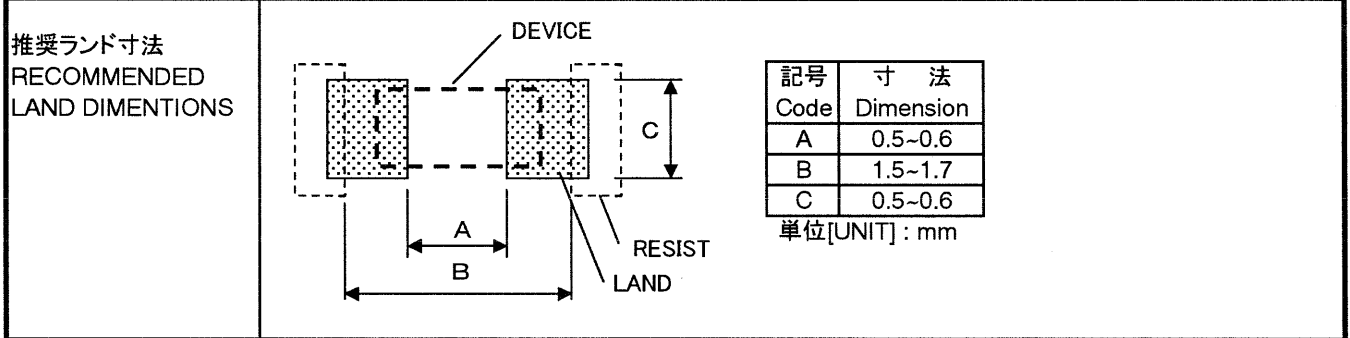 推奨ランド寸法
RECOMMENDED
LAND DIMENTIONS
DEVICE
C
A
B
RESIST
LAND
記号 寸 法
Code Dimension
A 0.5~0.6
B 1.5~1.7
C 0.5~0.6
単位[UNIT] : mm